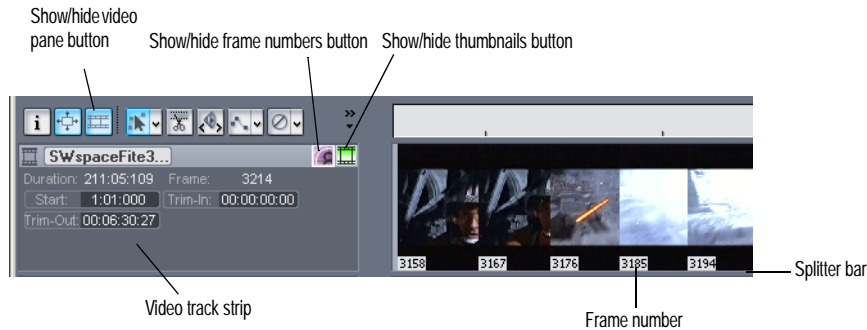 Show/hide video
pane button
Show/hide frame numbers button
Show/hide thumbnails button
i
»
SWspaceFite3...
Duration: 211:05:109 Frame: 3214
Start: 1:01:000 Trim-In: 00:00:00:00
Trim-Out: 00:06:30:27
3158 3167 3176 3185 3194
Splitter bar
Video track strip
Frame number